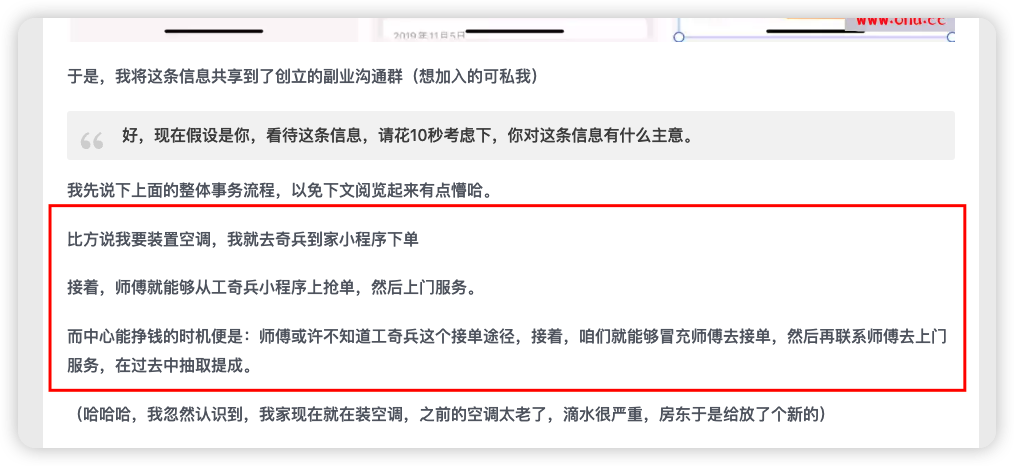 2019年11月5日
于是，我将这条信息共享到了创立的副业沟通群（想加入的可私我）
好，现在假设是你，看待这条信息，请花10秒考虑下，你对这条信息有什么主意。
我先说下上面的整体事务流程，以免下文阅览起来有点懵哈。
比方说我要装置空调，我就去奇兵到家小程序下单
接着，师傅就能够从工奇兵小程序上抢单，然后上门服务。
而中心能挣钱的时机便是：师傅或许不知道工奇兵这个接单途径，接着，咱们就能够冒充师傅去接单，然后再联系师傅去上门
服务，在过去中抽取提成。
（哈哈哈，我忽然认识到，我家现在就在装空调，之前的空调太老了，滴水很严重，房东于是给放了个新的）